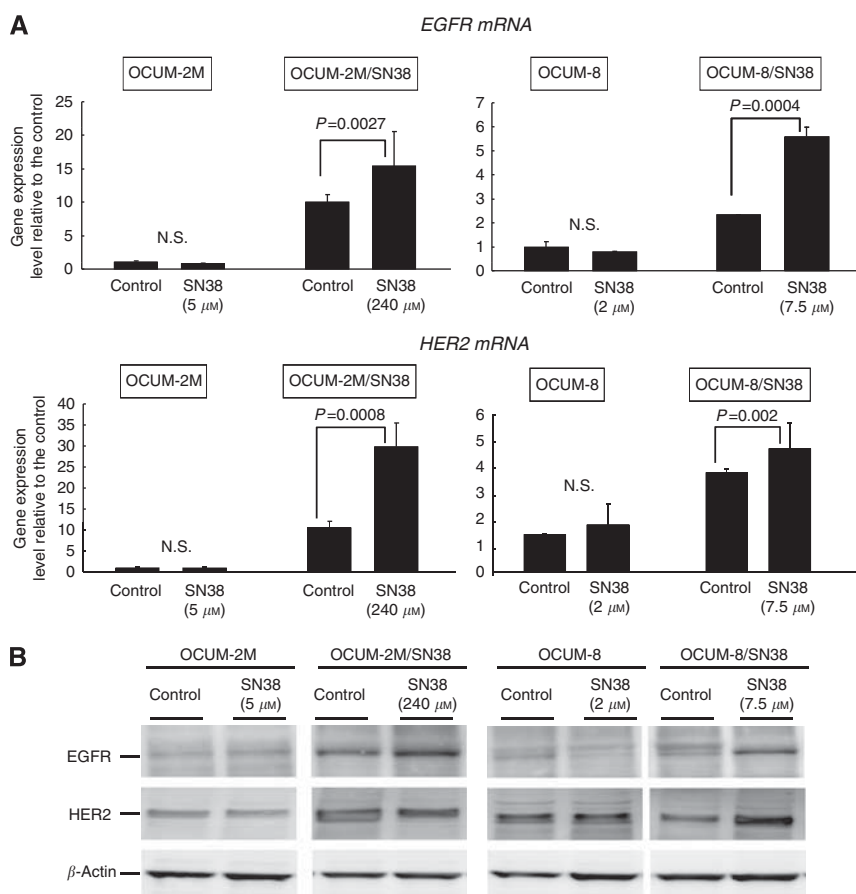 A
EGFR mRNA
OCUM-2M
OCUM-2M/SN38
OCUM-8
OCUM-8/SN38
Gene expression
level relative to the control
25
20
15
10
5
0
N.S.
P=0.0027
Control
SN38
(5 μM)
Control
SN38
(240 μM)
7
6
5
4
3
2
1
0
N.S.
P=0.0004
Control
SN38
(2 μM)
Control
SN38
(7.5 μM)
HER2 mRNA
OCUM-2M
OCUM-2M/SN38
OCUM-8
OCUM-8/SN38
Gene expression
level relative to the control
40
35
30
25
20
15
10
5
0
N.S.
P=0.0008
Control
SN38
(5 μM)
Control
SN38
(240 μM)
6
5
4
3
2
1
0
N.S.
P=0.002
Control
SN38
(2 μM)
Control
SN38
(7.5 μM)
B
OCUM-2M
OCUM-2M/SN38
OCUM-8
OCUM-8/SN38
Control
SN38
(5 μM)
Control
SN38
(240 μM)
Control
SN38
(2 μM)
Control
SN38
(7.5 μM)
EGFR
HER2
β-Actin